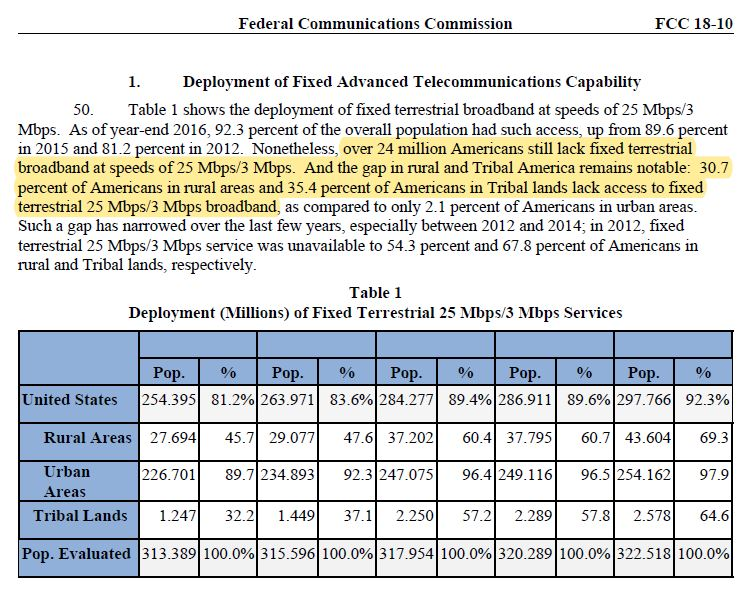 Federal Communications Commission FCC 18-10
1. Deployment of Fixed Advanced Telecommunications Capability
50. Table 1 shows the deployment of fixed terrestrial broadband at speeds of 25 Mbps/3
Mbps. As of year-end 2016, 92.3 percent of the overall population had such access, up from 89.6 percent
in 2015 and 81.2 percent in 2012. Nonetheless, over 24 million Americans still lack fixed terrestrial
broadband at speeds of 25 Mbps/3 Mbps. And the gap in rural and Tribal America remains notable: 30.7
percent of Americans in rural areas and 35.4 percent of Americans in Tribal lands lack access to fixed
terrestrial 25 Mbps/3 Mbps broadband, as compared to only 2.1 percent of Americans in urban areas.
Such a gap has narrowed over the last few years, especially between 2012 and 2014; in 2012, fixed
terrestrial 25 Mbps/3 Mbps service was unavailable to 54.3 percent and 67.8 percent of Americans in
rural and Tribal lands, respectively.
Table 1
Deployment (Millions) of Fixed Terrestrial 25 Mbps/3 Mbps Services
Pop. % Pop. % Pop. % Pop. % Pop. %
United States 254.395 81.2% 263.971 83.6% 284.277 89.4% 286.911 89.6% 297.766 92.3%
Rural Areas 27.694 45.7 29.077 47.6 37.202 60.4 37.795 60.7 43.604 69.3
Urban
Areas 226.701 89.7 234.893 92.3 247.075 96.4 249.116 96.5 254.162 97.9
Tribal Lands 1.247 32.2 1.449 37.1 2.250 57.2 2.289 57.8 2.578 64.6
Pop. Evaluated 313.389 100.0% 315.596 100.0% 317.954 100.0% 320.289 100.0% 322.518 100.0%